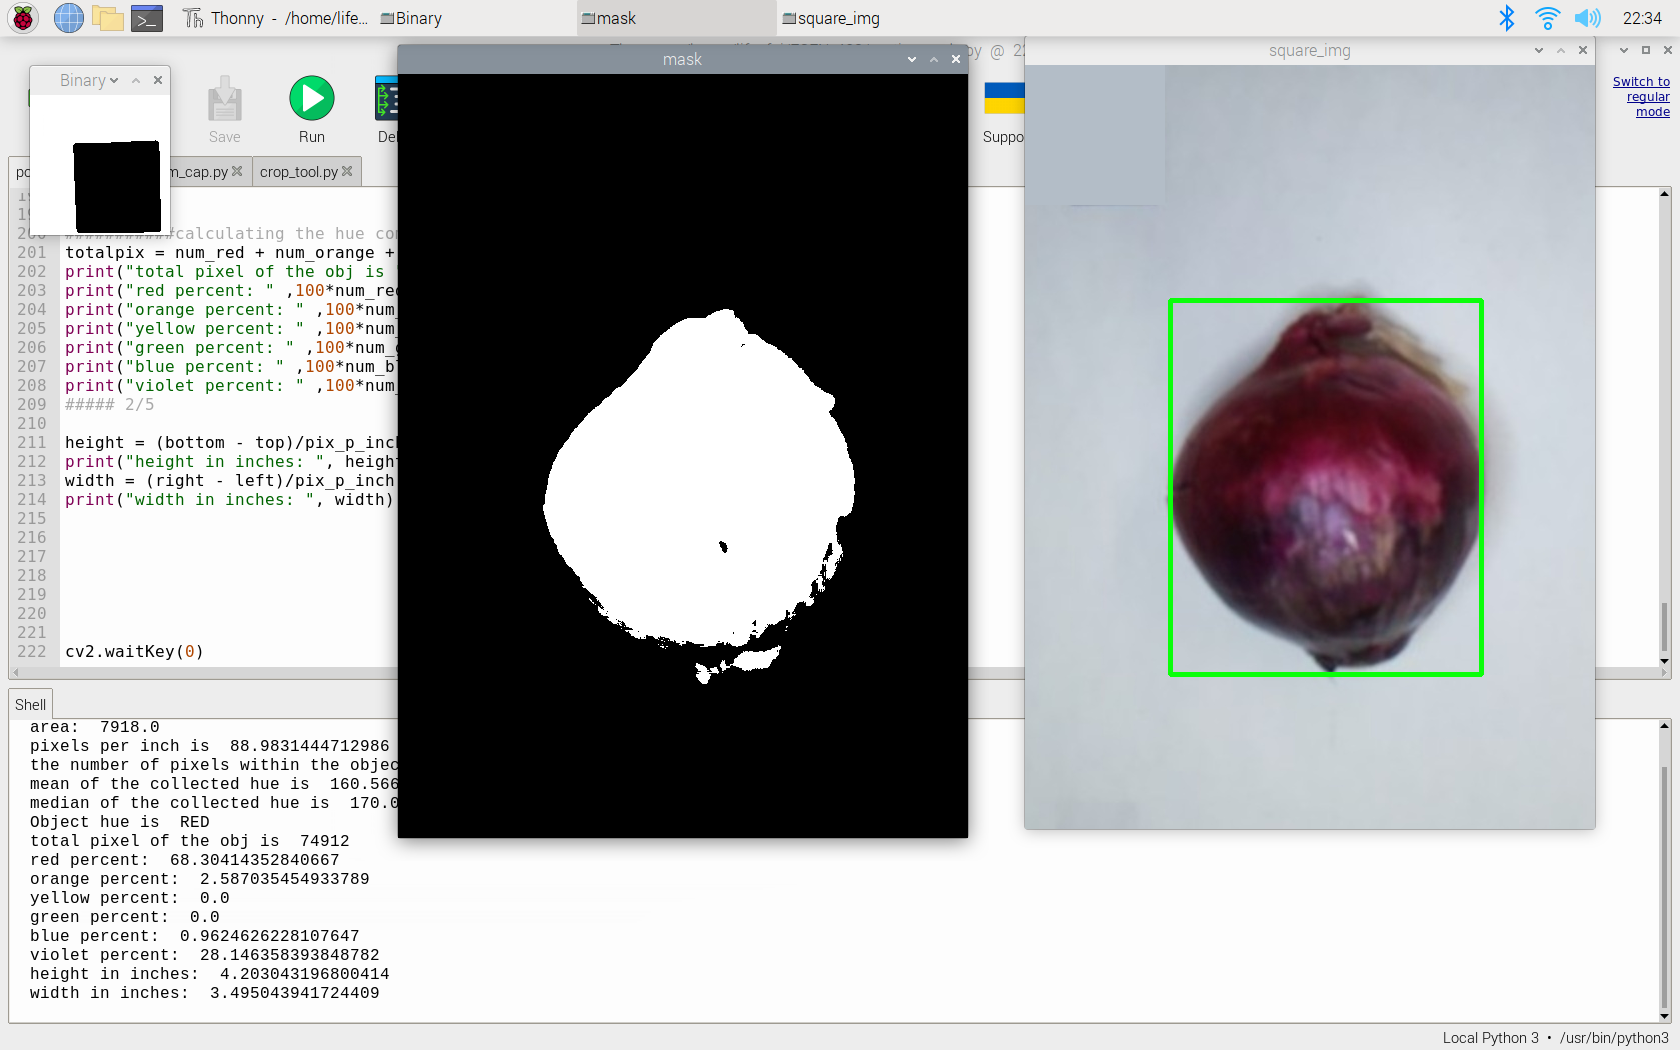 Thonny - /home/life...
Binary
mask
square_img
22:34
Binary
mask
square_img
Save
Run
Suppo
Switch to
regular
mode
m_cap.py
crop_tool.py
200 ###########calculating the hue co
201 totalpix = num_red + num_orange +
202 print("total pixel of the obj is
203 print("red percent: " ,100*num_re
204 print("orange percent: " ,100*num_
205 print("yellow percent: " ,100*num_
206 print("green percent: " ,100*num_g
207 print("blue percent: " ,100*num_b
208 print("violet percent: " ,100*num_
209 ##### 2/5
210
211 height = (bottom - top)/pix_p_inch
212 print("height in inches: ", height
213 width = (right - left)/pix_p_inch
214 print("width in inches: ", width)
215
216
217
218
219
220
221
222 cv2.waitKey(0)
Shell
area:  7918.0
pixels per inch is  88.9831444712986
the number of pixels within the objec
mean of the collected hue is  160.566
median of the collected hue is  170.0
Object hue is  RED
total pixel of the obj is  74912
red percent:  68.30414352840667
orange percent:  2.587035454933789
yellow percent:  0.0
green percent:  0.0
blue percent:  0.9624626228107647
violet percent:  28.146358393848782
height in inches:  4.203043196800414
width in inches:  3.495043941724409
Local Python 3 • /usr/bin/python3